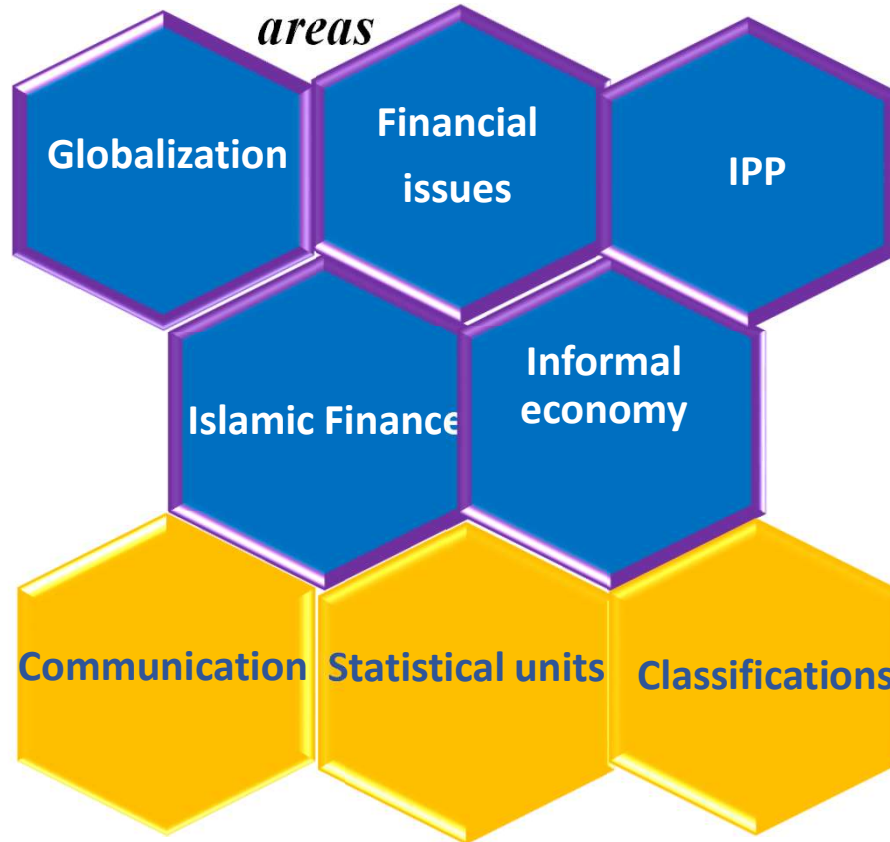 areas
Globalization
Financial
issues
IPP
Islamic Finance
Informal
economy
Communication
Statistical units
Classifications